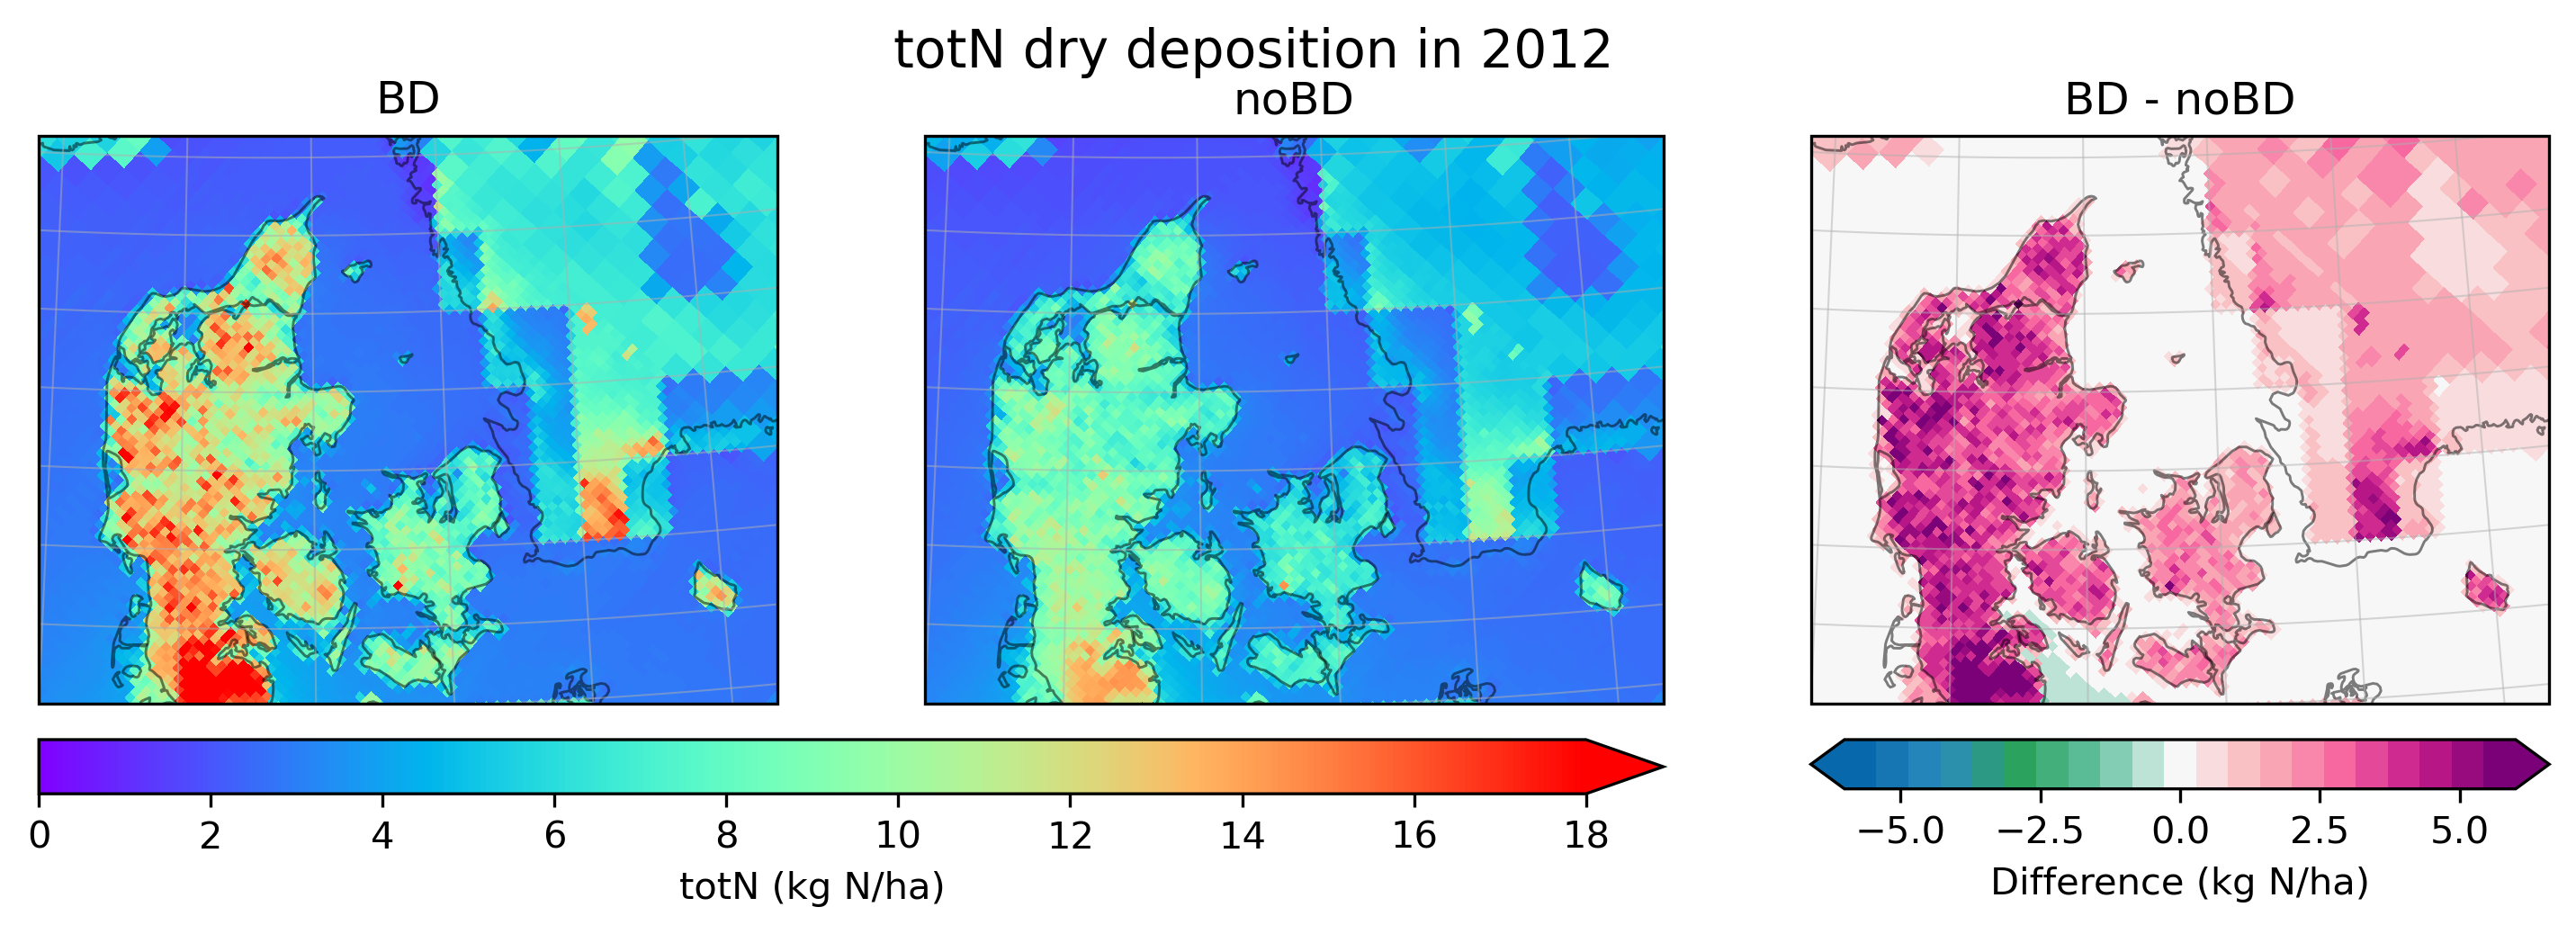 totN dry deposition in 2012
BD
noBD
BD - noBD
0 2 4 6 8 10 12 14 16 18
totN (kg N/ha)
−5.0 −2.5 0.0 2.5 5.0
Difference (kg N/ha)